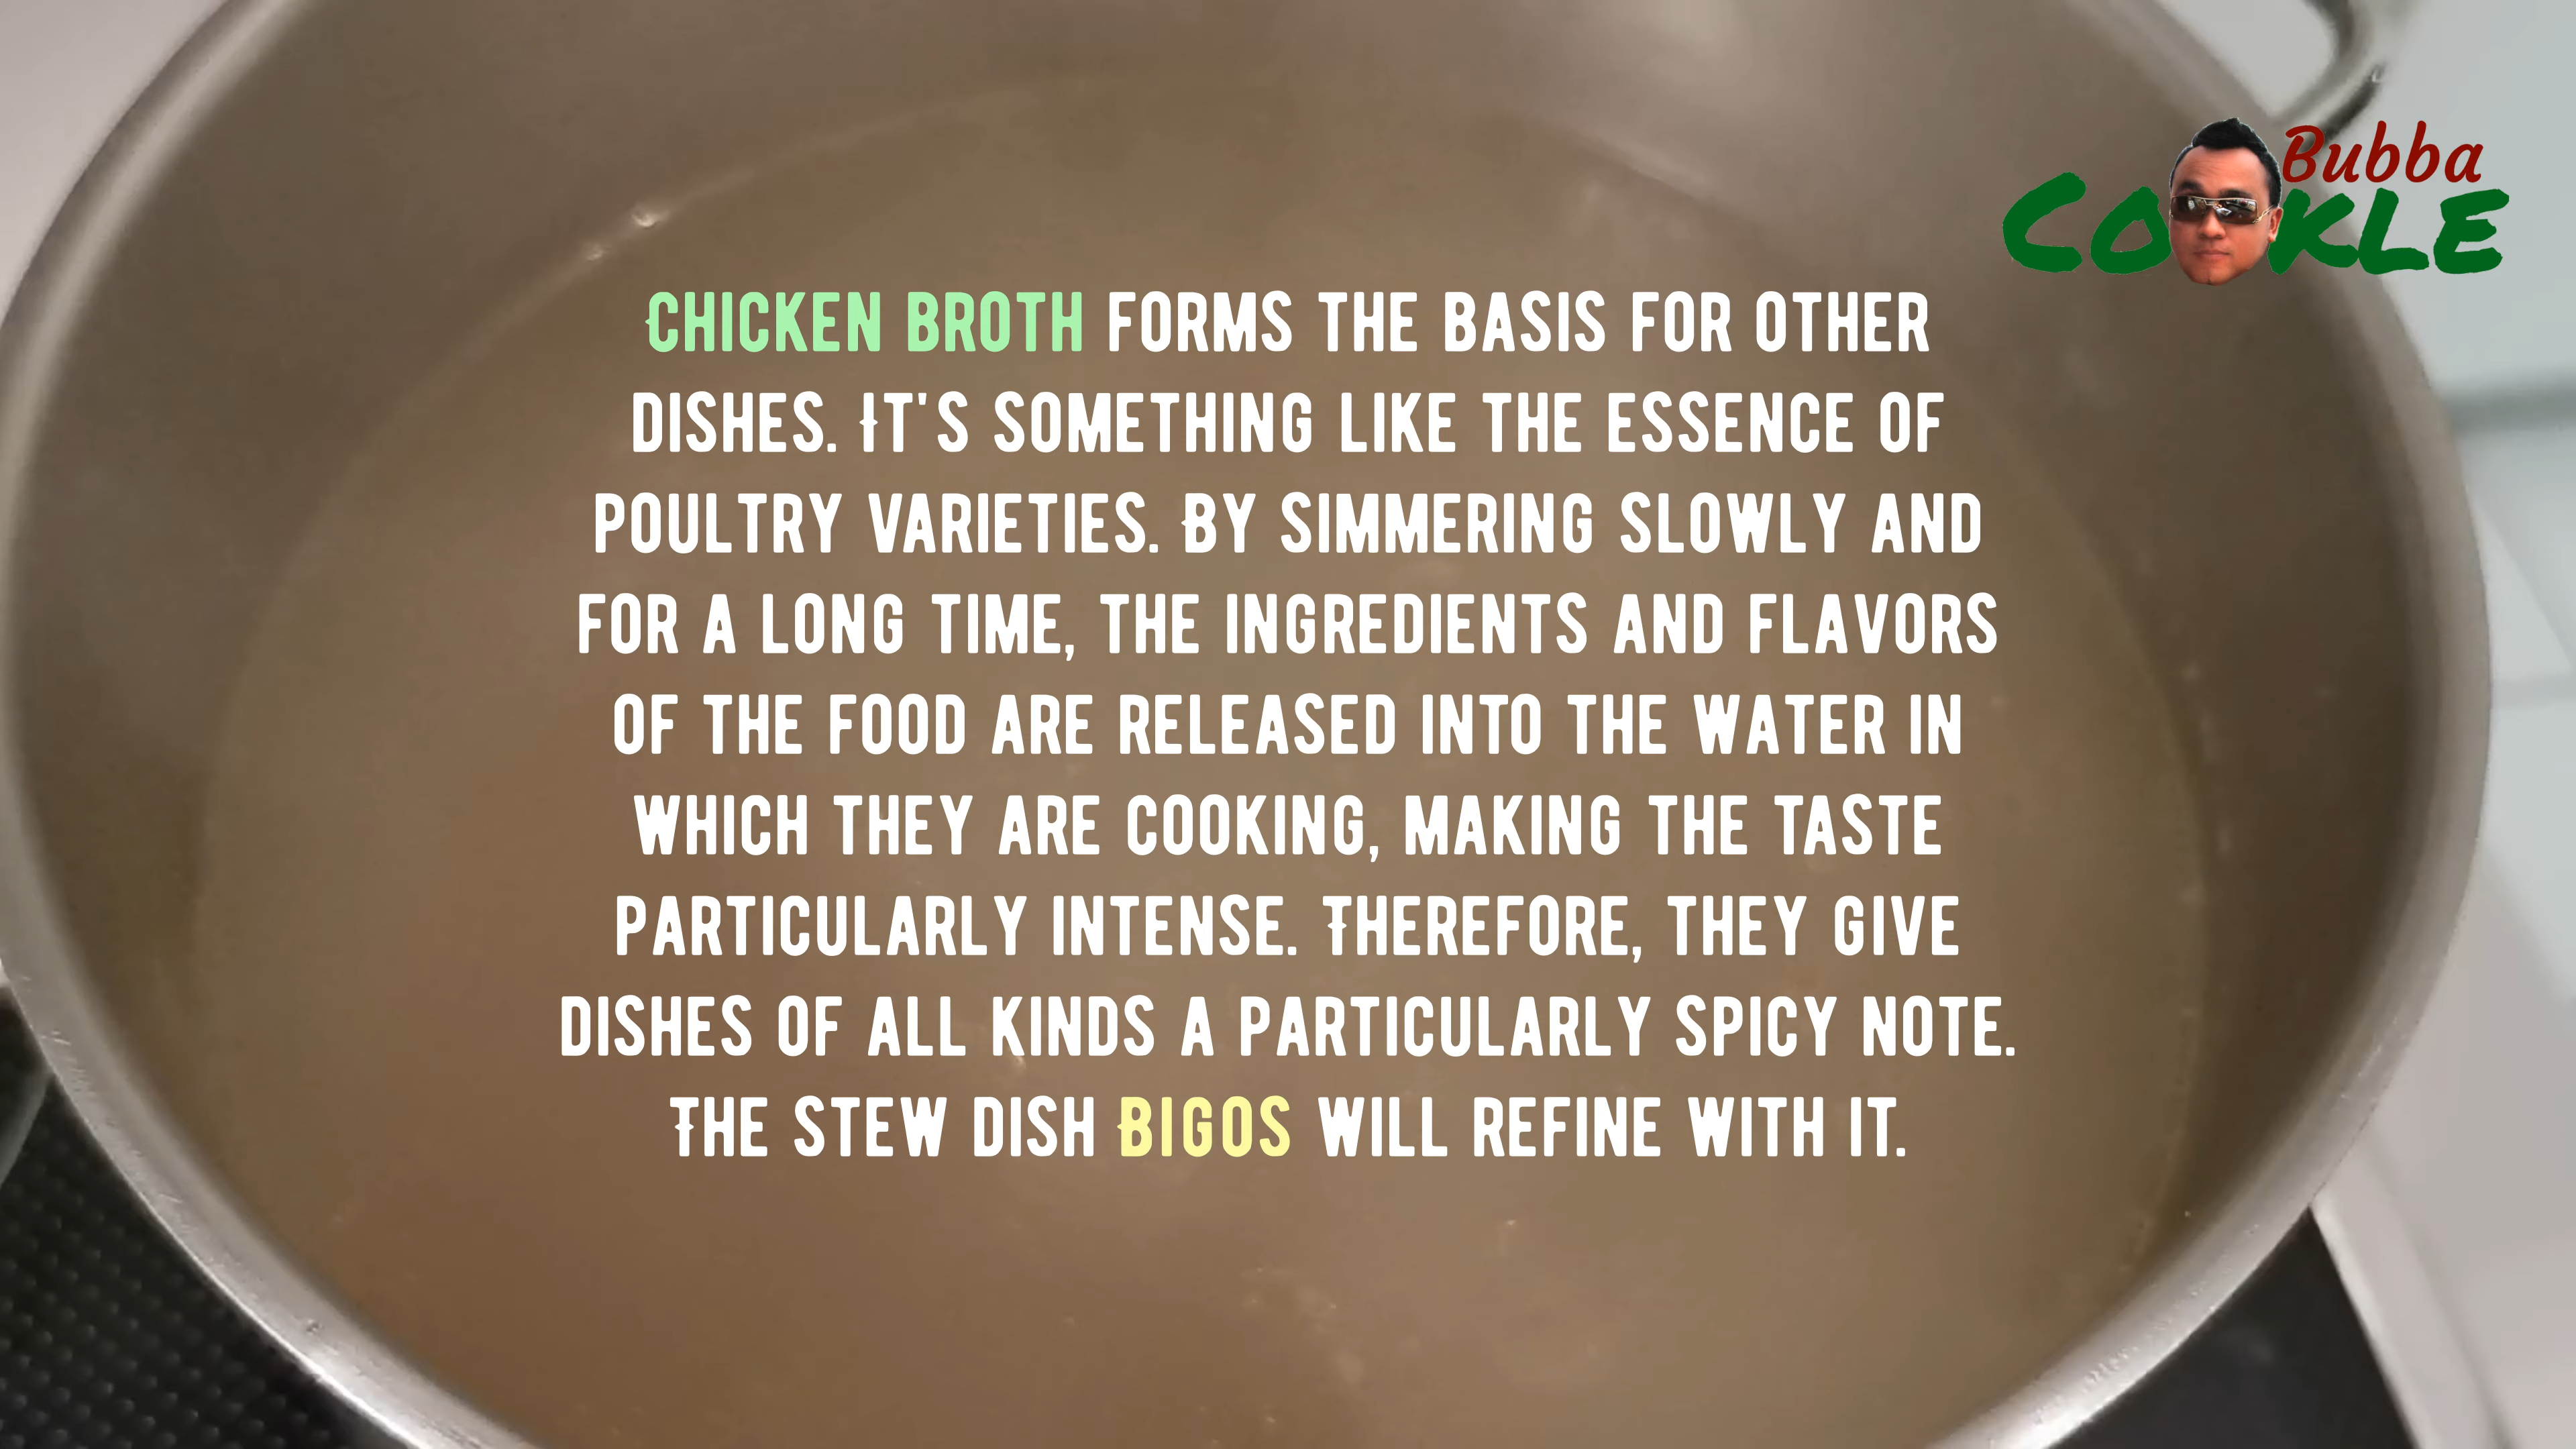 Bubba
COOKLE
Chicken broth forms the basis for other
dishes. It's something like the essence of
poultry varieties. By simmering slowly and
for a long time, the ingredients and flavors
of the food are released into the water in
which they are cooking, making the taste
particularly intense. Therefore, they give
dishes of all kinds a particularly spicy note.
The stew dish Bigos will refine with it.